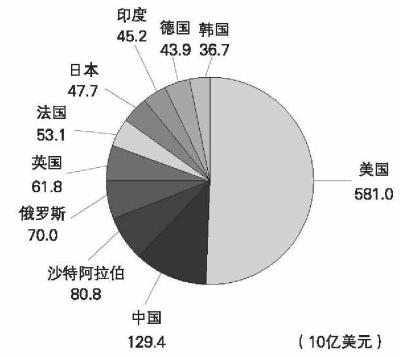 印度
45.2
德国
43.9
韩国
36.7
日本
47.7
法国
53.1
英国
61.8
俄罗斯
70.0
沙特阿拉伯
80.8
中国
129.4
美国
581.0
（10亿美元）